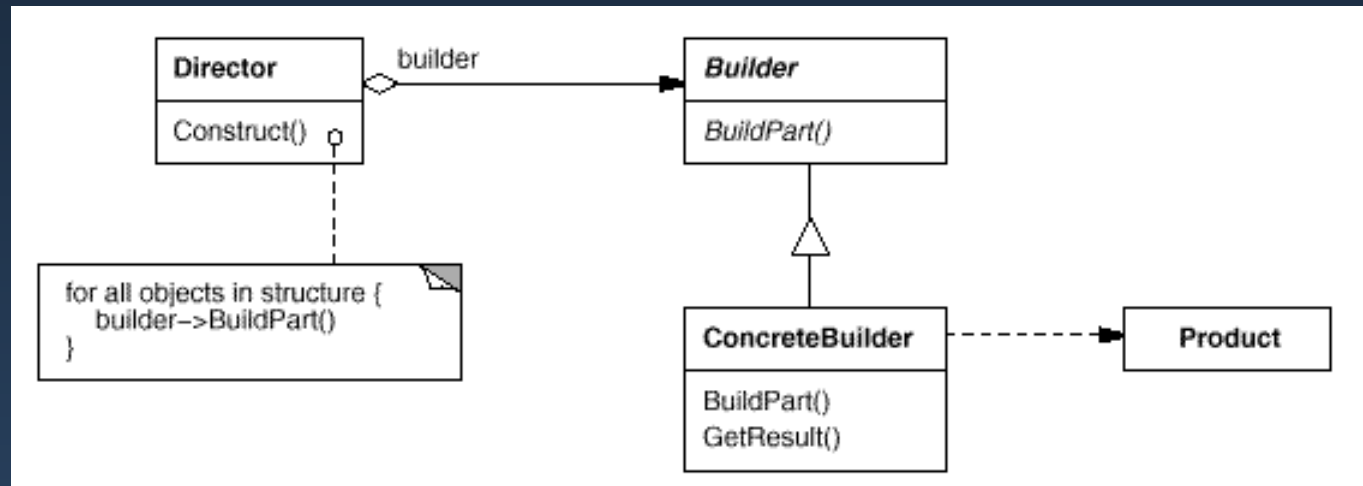 Director
builder
Builder
Construct()
BuildPart()
for all objects in structure {
builder–>BuildPart()
}
ConcreteBuilder
Product
BuildPart()
GetResult()